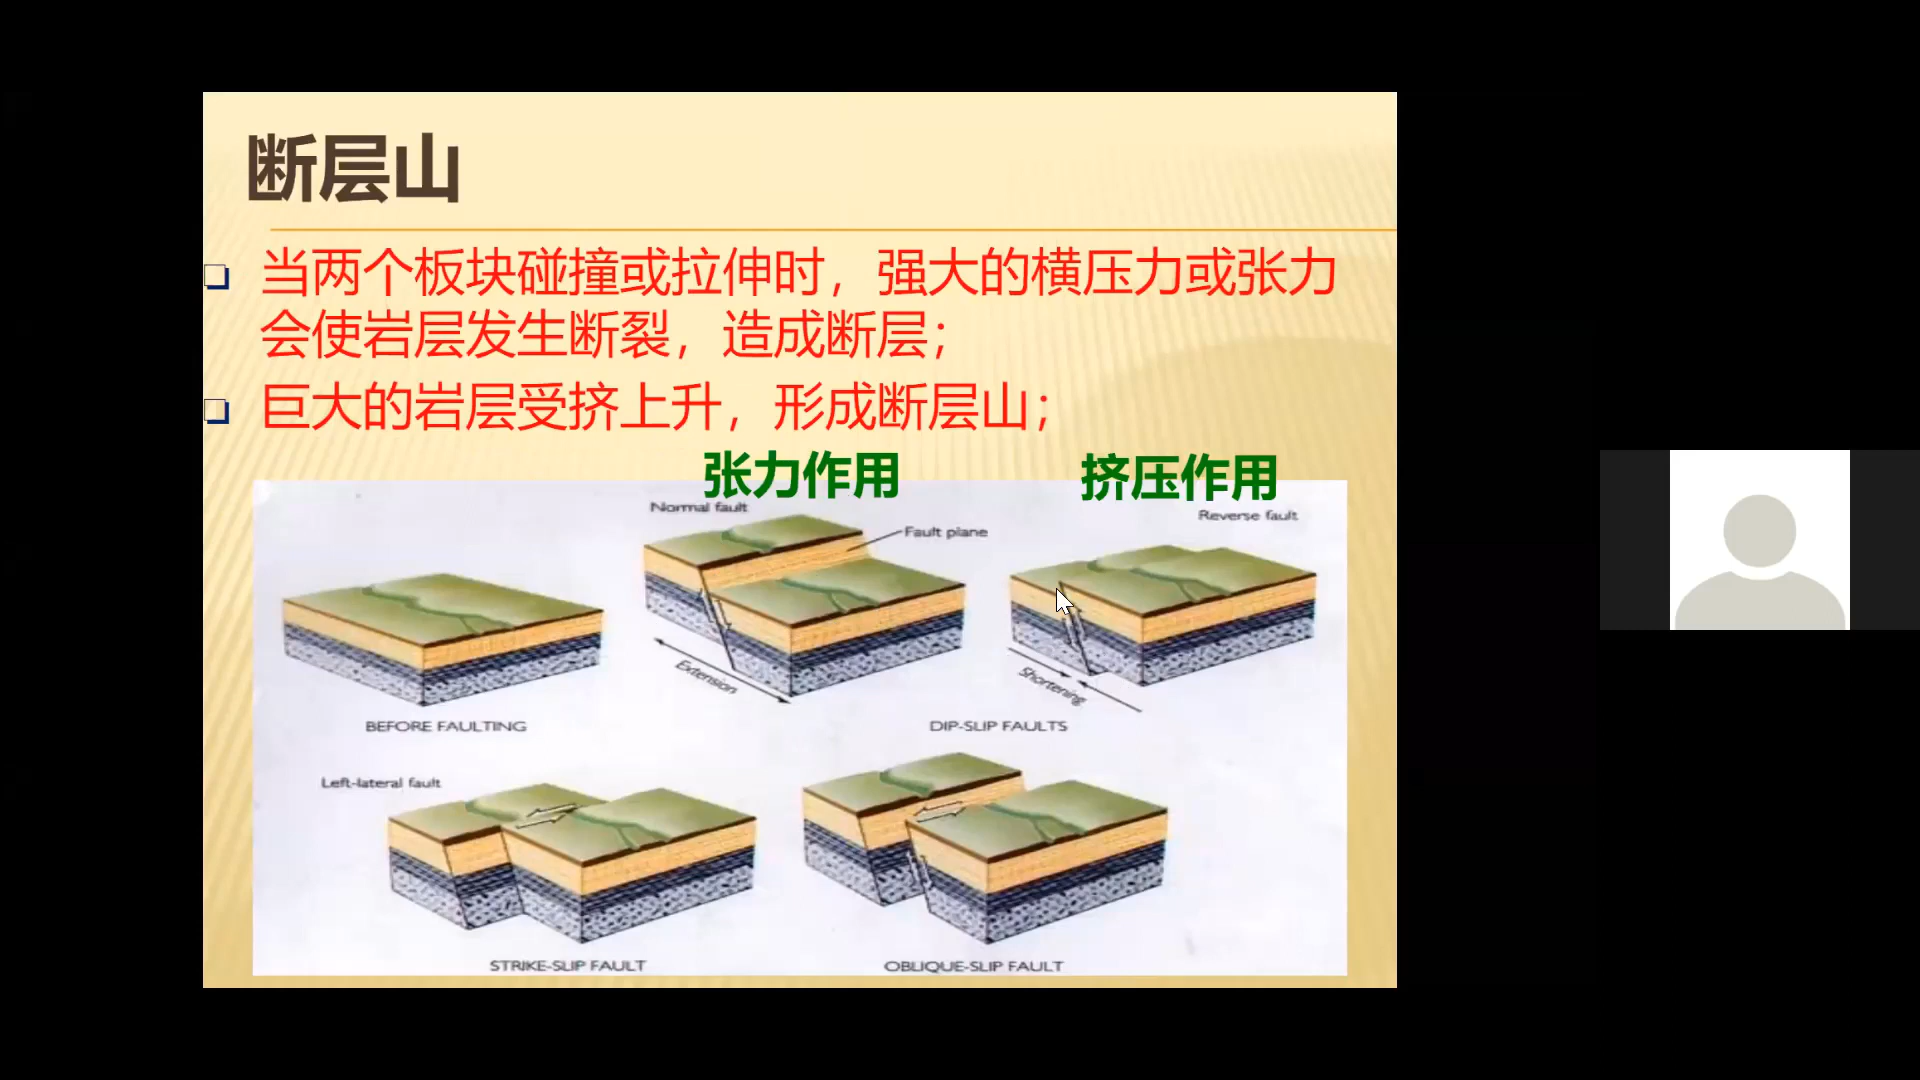 断层山
当两个板块碰撞或拉伸时，强大的横压力或张力
会使岩层发生断裂，造成断层；
巨大的岩层受挤上升，形成断层山；
张力作用
挤压作用
Normal fault
Reverse fault
Fault plane
Extension
Shortening
BEFORE FAULTING
DIP-SLIP FAULTS
Left-lateral fault
STRIKE-SLIP FAULT
OBLIQUE-SLIP FAULT